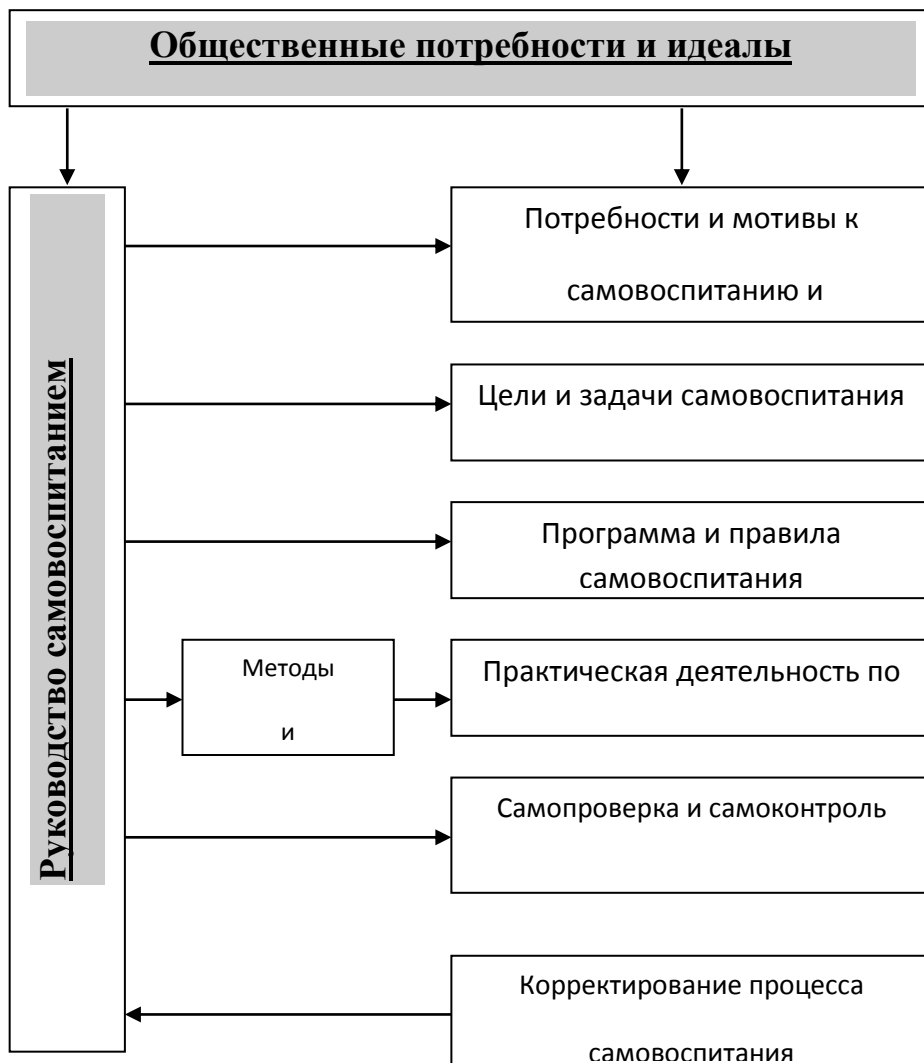 Общественные потребности и идеалы
Руководство самовоспитанием
Потребности и мотивы к
самовоспитанию и
Цели и задачи самовоспитания
Программа и правила
самовоспитания
Методы
и
Практическая деятельность по
Самопроверка и самоконтроль
Корректирование процесса
самовоспитания